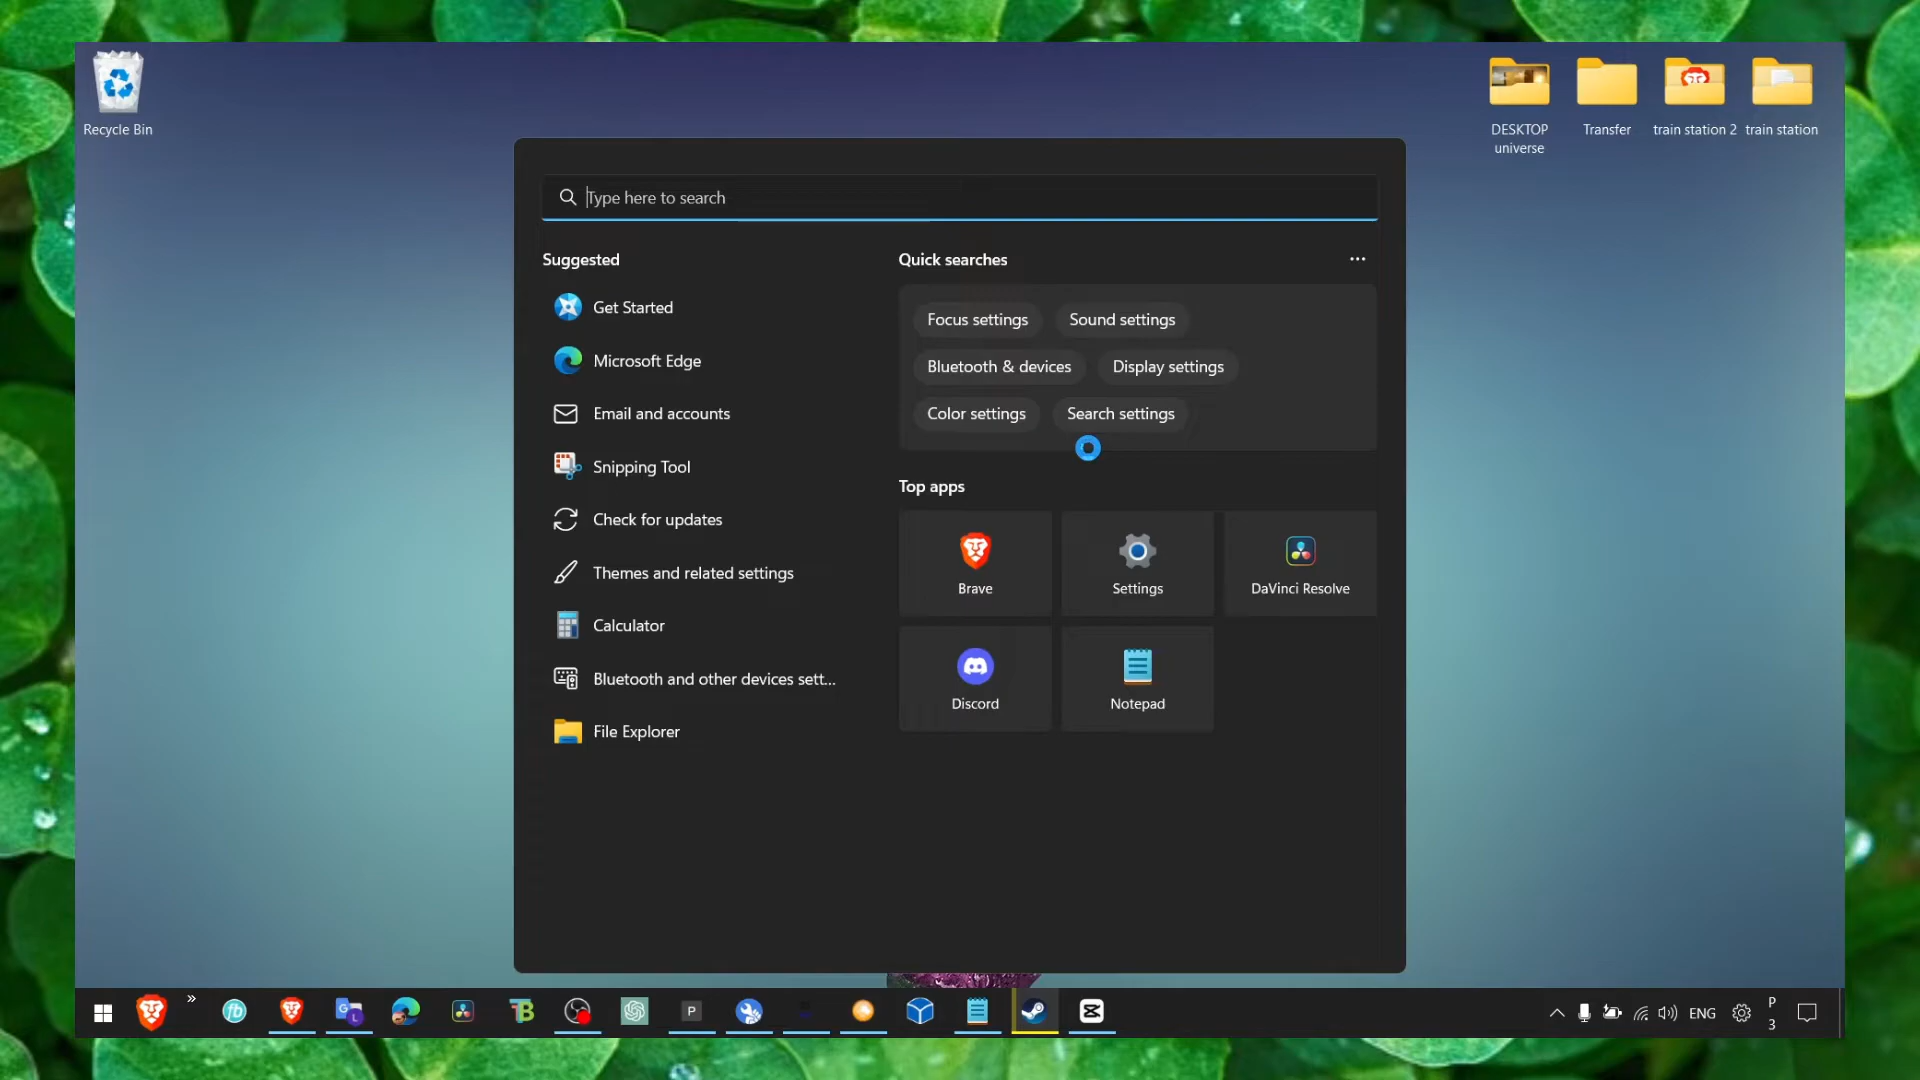 Recycle Bin
DESKTOP
universe
Transfer
train station 2
train station
Type here to search
Suggested
Get Started
Microsoft Edge
Email and accounts
Snipping Tool
Check for updates
Themes and related settings
Calculator
Bluetooth and other devices sett...
File Explorer
Quick searches
Focus settings
Sound settings
Bluetooth & devices
Display settings
Color settings
Search settings
Top apps
Brave
Settings
DaVinci Resolve
Discord
Notepad
fb
G
L
TB
P
ENG
P
3